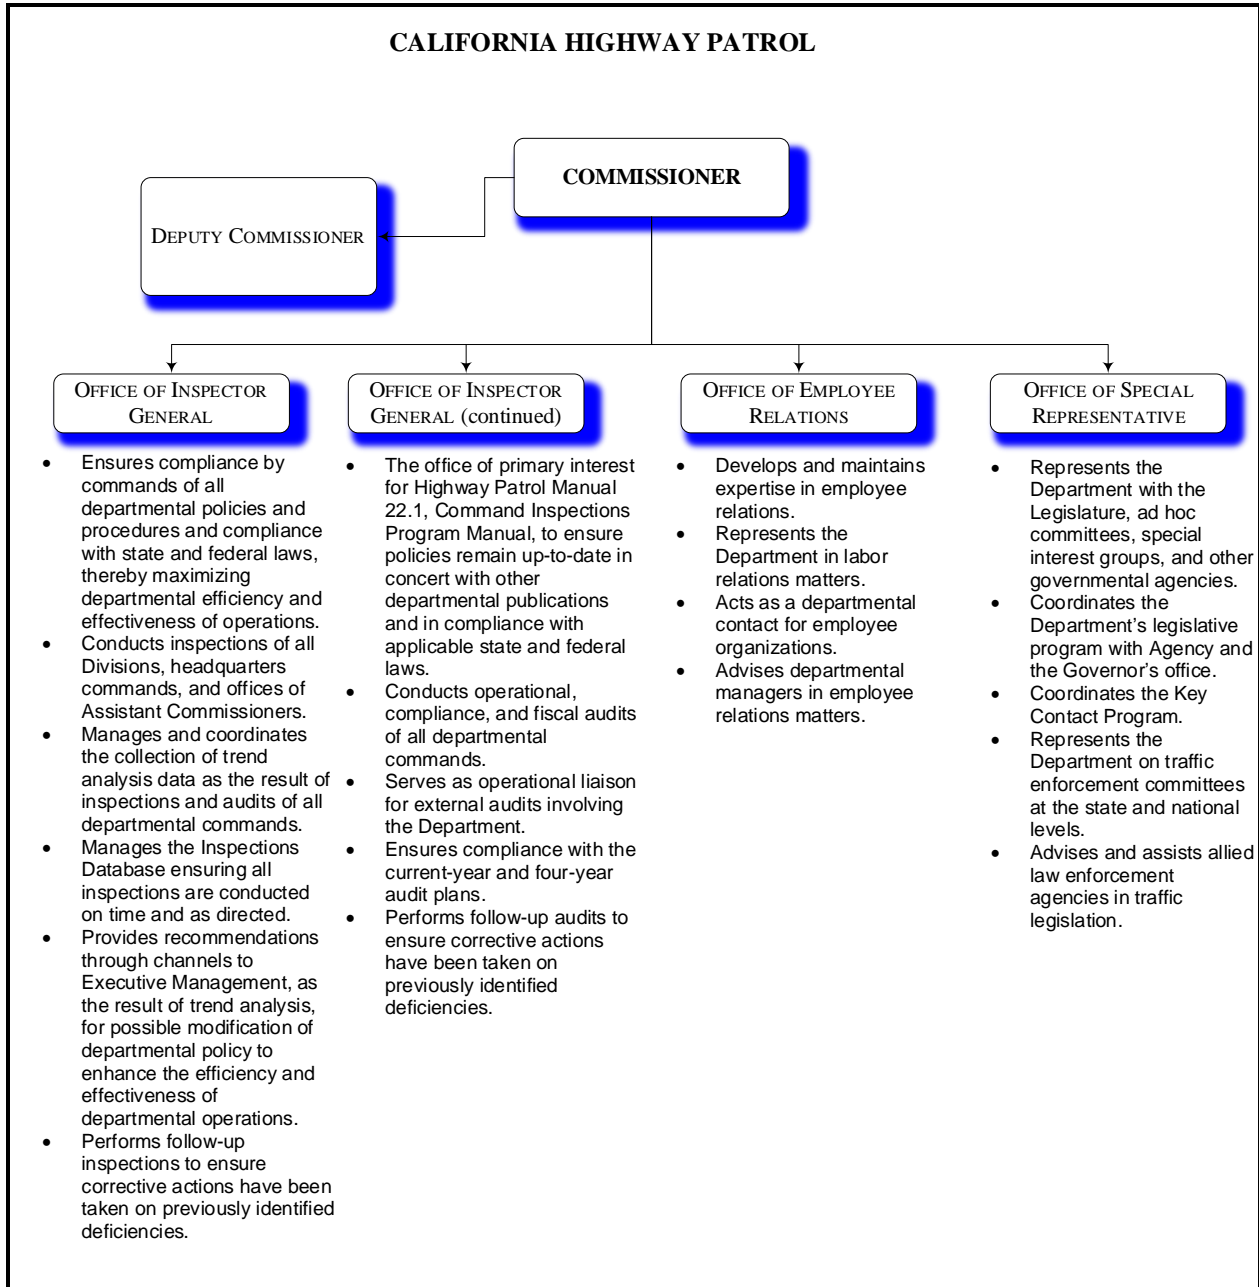 CALIFORNIA HIGHWAY PATROL
COMMISSIONER
DEPUTY COMMISSIONER
OFFICE OF INSPECTOR
GENERAL
• Ensures compliance by
commands of all
departmental policies and
procedures and compliance
with state and federal laws,
thereby maximizing
departmental efficiency and
effectiveness of operations.
• Conducts inspections of all
Divisions, headquarters
commands, and offices of
Assistant Commissioners.
• Manages and coordinates
the collection of trend
analysis data as the result of
inspections and audits of all
departmental commands.
• Manages the Inspections
Database ensuring all
inspections are conducted
on time and as directed.
• Provides recommendations
through channels to
Executive Management, as
the result of trend analysis,
for possible modification of
departmental policy to
enhance the efficiency and
effectiveness of
departmental operations.
• Performs follow-up
inspections to ensure
corrective actions have been
taken on previously identified
deficiencies.
OFFICE OF INSPECTOR
GENERAL (continued)
• The office of primary interest
for Highway Patrol Manual
22.1, Command Inspections
Program Manual, to ensure
policies remain up-to-date in
concert with other
departmental publications
and in compliance with
applicable state and federal
laws.
• Conducts operational,
compliance, and fiscal audits
of all departmental
commands.
• Serves as operational liaison
for external audits involving
the Department.
• Ensures compliance with the
current-year and four-year
audit plans.
• Performs follow-up audits to
ensure corrective actions
have been taken on
previously identified
deficiencies.
OFFICE OF EMPLOYEE
RELATIONS
• Develops and maintains
expertise in employee
relations.
• Represents the
Department in labor
relations matters.
• Acts as a departmental
contact for employee
organizations.
• Advises departmental
managers in employee
relations matters.
OFFICE OF SPECIAL
REPRESENTATIVE
• Represents the
Department with the
Legislature, ad hoc
committees, special
interest groups, and other
governmental agencies.
• Coordinates the
Department’s legislative
program with Agency and
the Governor’s office.
• Coordinates the Key
Contact Program.
• Represents the
Department on traffic
enforcement committees
at the state and national
levels.
• Advises and assists allied
law enforcement
agencies in traffic
legislation.